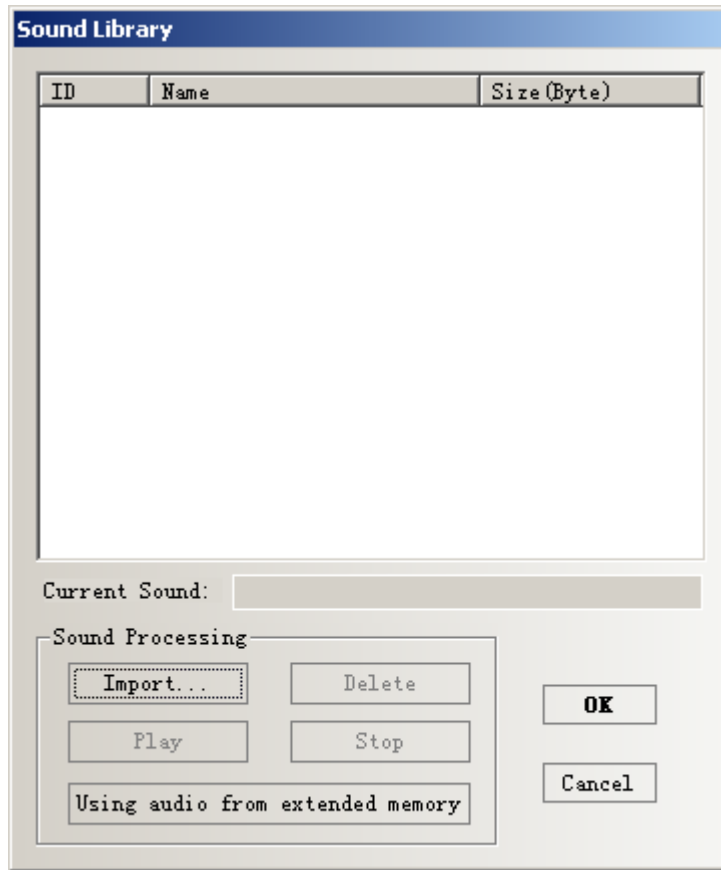 Sound Library
ID Name Size(Byte)
Current Sound:
Sound Processing
Import... Delete
OK
Play Stop
Cancel
Using audio from extended memory